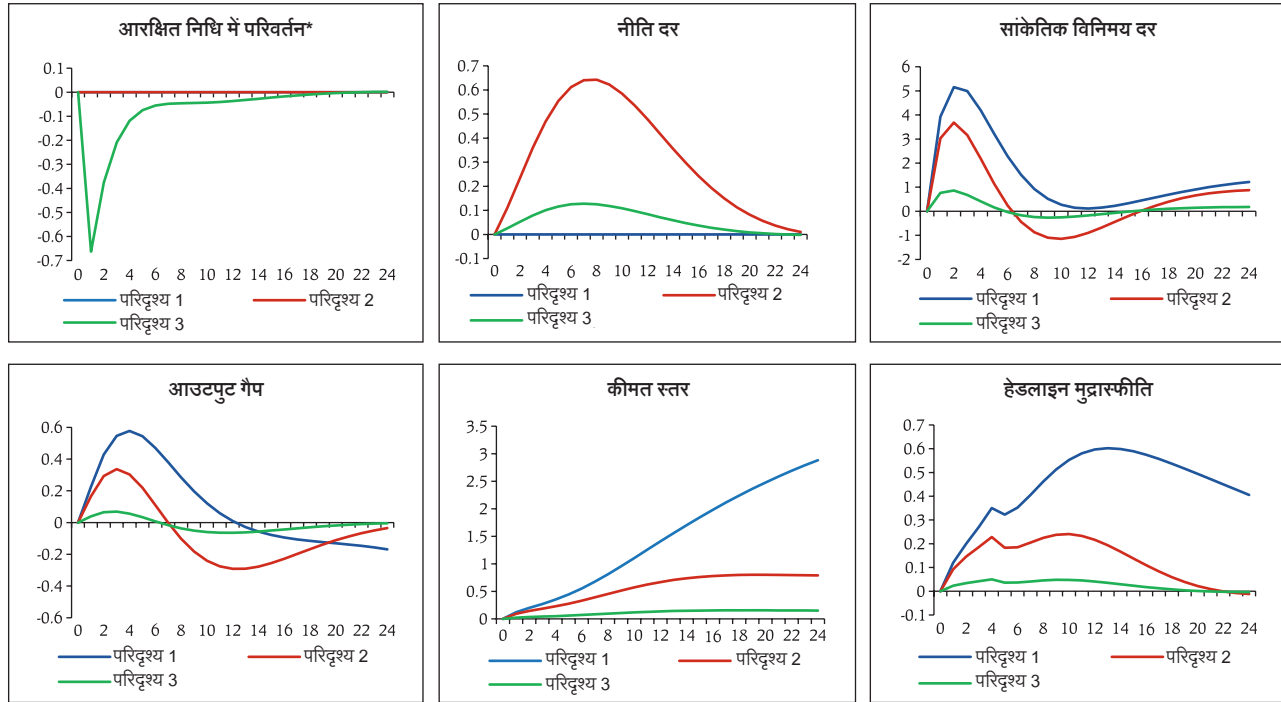 आरक्षित निधि में परिवर्तन*
0.1
0
-0.1
-0.2
-0.3
-0.4
-0.5
-0.6
-0.7
0 2 4 6 8 10 12 14 16 18 20 22 24
परिदृश्य 1 परिदृश्य 2
परिदृश्य 3
नीति दर
0.7
0.6
0.5
0.4
0.3
0.2
0.1
0
-0.1
0 2 4 6 8 10 12 14 16 18 20 22 24
परिदृश्य 1 परिदृश्य 2
परिदृश्य 3
सांकेतिक विनिमय दर
6
5
4
3
2
1
0
-1
-2
0 2 4 6 8 10 12 14 16 18 20 22 24
परिदृश्य 1 परिदृश्य 2
परिदृश्य 3
आउटपुट गैप
0.6
0.4
0.2
0
-0.2
-0.4
-0.6
0 2 4 6 8 10 12 14 16 18 20 22 24
परिदृश्य 1 परिदृश्य 2
परिदृश्य 3
कीमत स्तर
3.5
3
2.5
2
1.5
1
0.5
0
0 2 4 6 8 10 12 14 16 18 20 22 24
परिदृश्य 1 परिदृश्य 2
परिदृश्य 3
हेडलाइन मुद्रास्फीति
0.7
0.6
0.5
0.4
0.3
0.2
0.1
0
-0.1
0 2 4 6 8 10 12 14 16 18 20 22 24
परिदृश्य 1 परिदृश्य 2
परिदृश्य 3